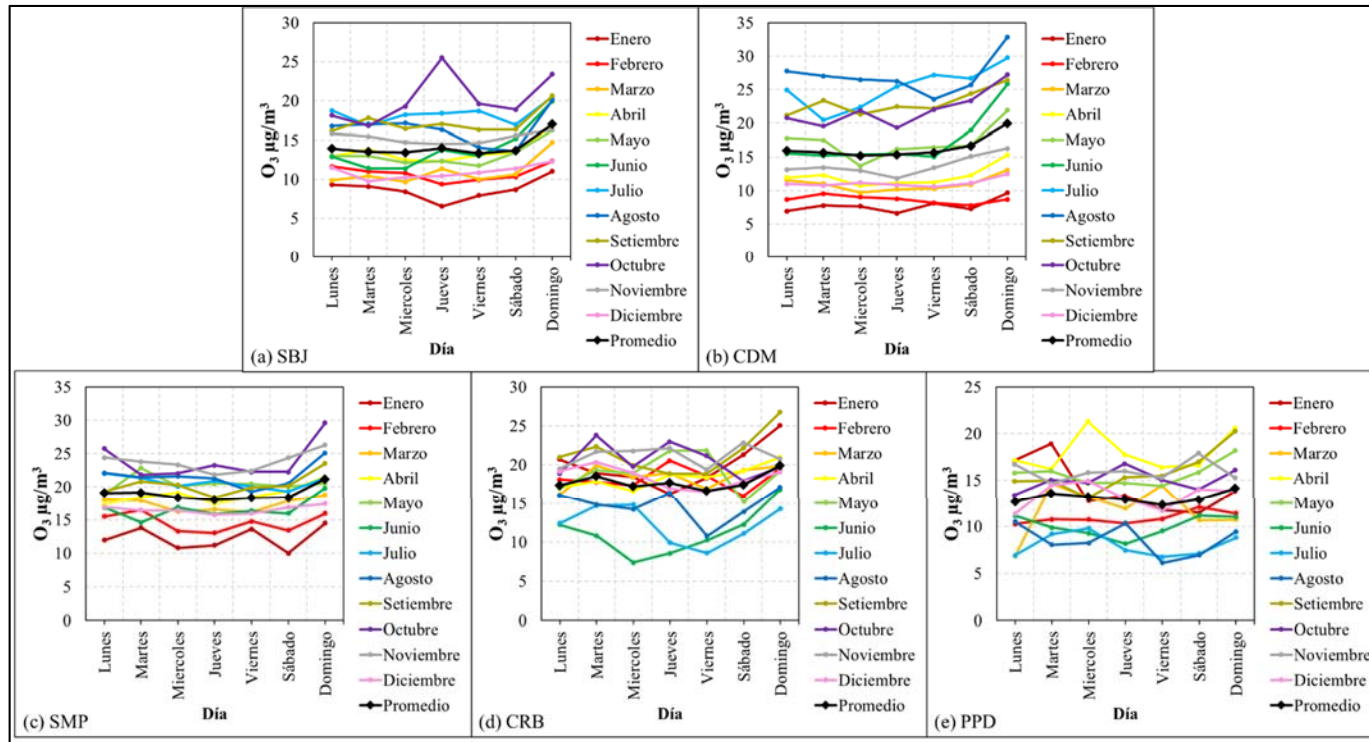 O₃ µg/m³
30
25
20
15
10
5
0
Lunes
Martes
Miercoles
Jueves
Viernes
Sábado
Domingo
Día
(a) SBJ
Enero
Febrero
Marzo
Abril
Mayo
Junio
Julio
Agosto
Setiembre
Octubre
Noviembre
Diciembre
Promedio
O₃ µg/m³
35
30
25
20
15
10
5
0
Lunes
Martes
Miercoles
Jueves
Viernes
Sábado
Domingo
Día
(b) CDM
Enero
Febrero
Marzo
Abril
Mayo
Junio
Julio
Agosto
Setiembre
Octubre
Noviembre
Diciembre
Promedio
O₃ µg/m³
35
30
25
20
15
10
5
0
Lunes
Martes
Miercoles
Jueves
Viernes
Sábado
Domingo
Día
(c) SMP
Enero
Febrero
Marzo
Abril
Mayo
Junio
Julio
Agosto
Setiembre
Octubre
Noviembre
Diciembre
Promedio
O₃ µg/m³
30
25
20
15
10
5
0
Lunes
Martes
Miercoles
Jueves
Viernes
Sábado
Domingo
Día
(d) CRB
Enero
Febrero
Marzo
Abril
Mayo
Junio
Julio
Agosto
Setiembre
Octubre
Noviembre
Diciembre
Promedio
O₃ µg/m³
25
20
15
10
5
0
Lunes
Martes
Miercoles
Jueves
Viernes
Sábado
Domingo
Día
(e) PPD
Enero
Febrero
Marzo
Abril
Mayo
Junio
Julio
Agosto
Setiembre
Octubre
Noviembre
Diciembre
Promedio